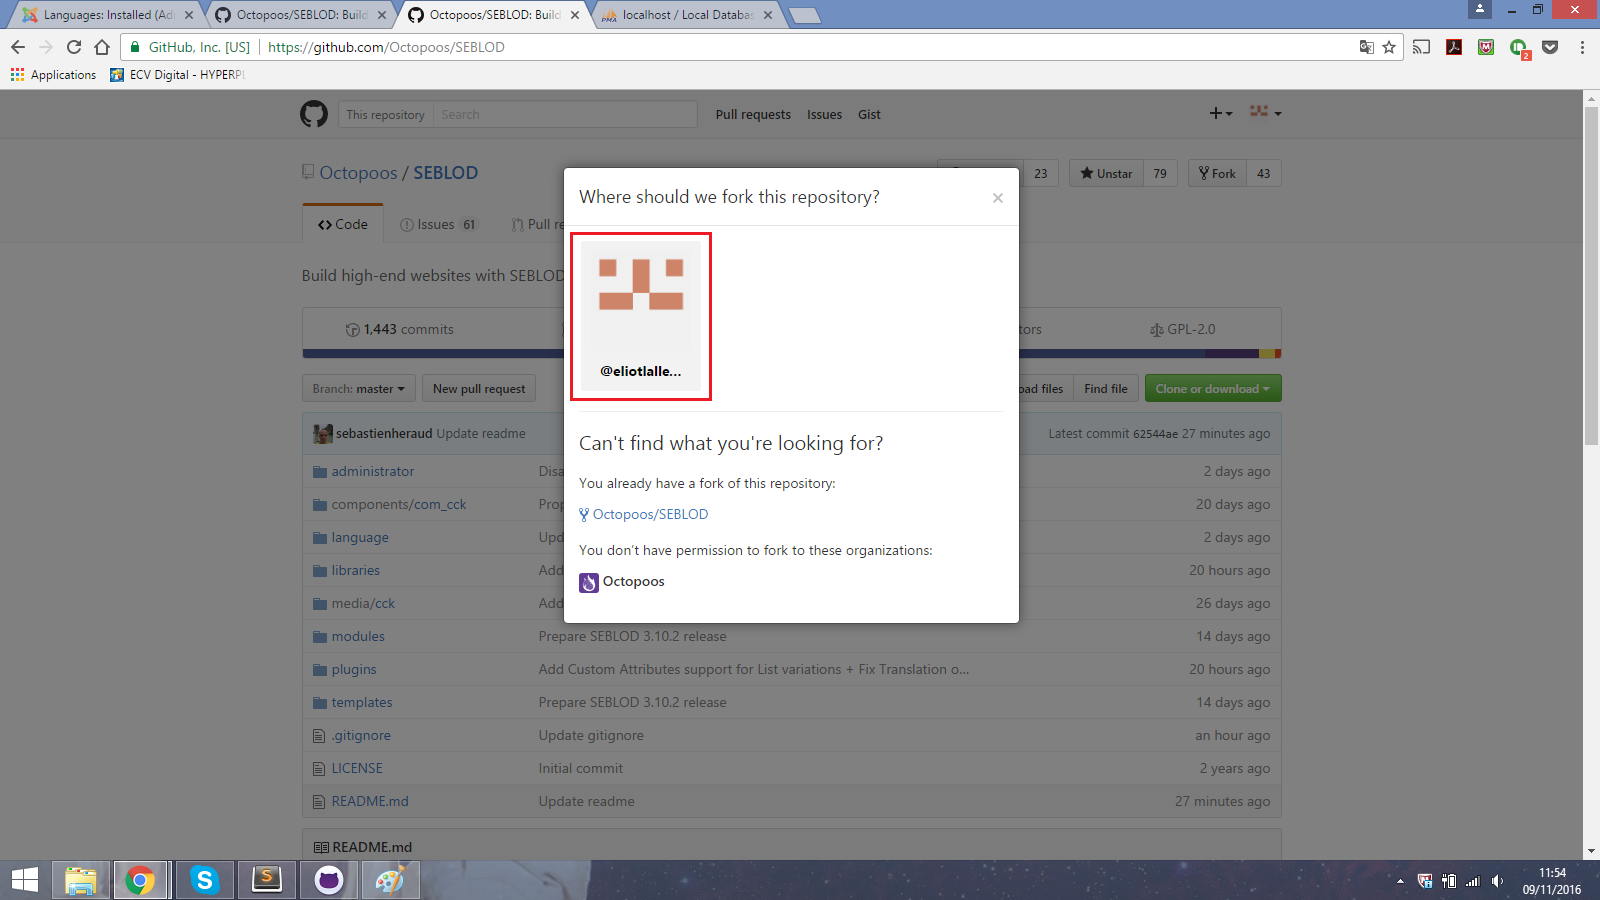 Languages: Installed (Ad
Octopoos/SEBLOD: Build
Octopoos/SEBLOD: Build
localhost / Local Databas
GitHub, Inc. [US] https://github.com/Octopoos/SEBLOD
2
Applications ECV Digital - HYPERPL
This repository Search Pull requests Issues Gist
Octopoos / SEBLOD
23 Unstar 79 Fork 43
Code Issues 61 Pull re
Build high-end websites with SEBLOD
1,443 commits tors GPL-2.0
Branch: master New pull request oad files Find file Clone or download
sebastienheraud Update readme Latest commit 62544ae 27 minutes ago
administrator Disa 2 days ago
components/com_cck Prop 20 days ago
language Upd 2 days ago
libraries Add 20 hours ago
media/cck Add 26 days ago
modules Prepare SEBLOD 3.10.2 release 14 days ago
plugins Add Custom Attributes support for List variations + Fix Translation o... 20 hours ago
templates Prepare SEBLOD 3.10.2 release 14 days ago
.gitignore Update gitignore an hour ago
LICENSE Initial commit 2 years ago
README.md Update readme 27 minutes ago
README.md
Where should we fork this repository?
@eliotlalle...
Can't find what you're looking for?
You already have a fork of this repository:
Octopoos/SEBLOD
You don't have permission to fork to these organizations:
Octopoos
11:54
09/11/2016